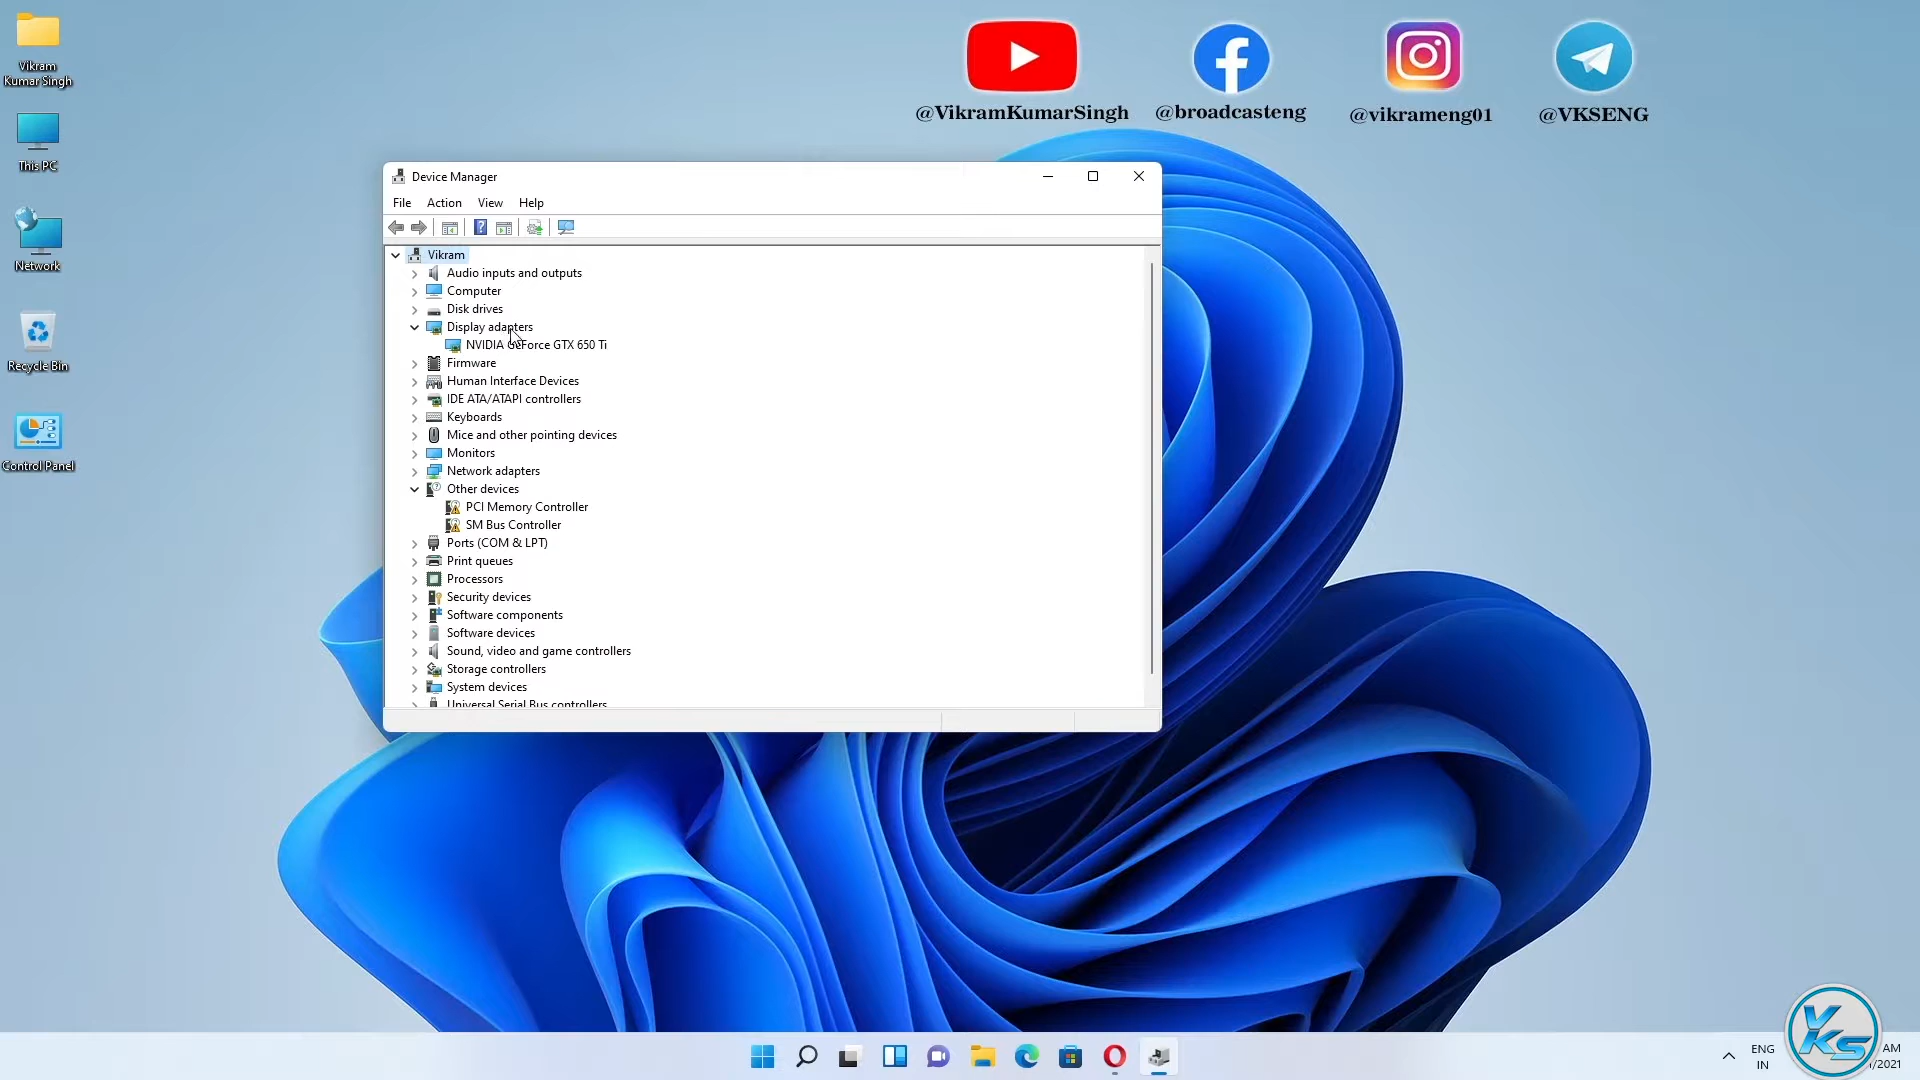 Vikram
Kumar Singh
This PC
Network
Recycle Bin
Control Panel
@VikramKumarSingh
@broadcasteng
@vikrameng01
@VKSENG
Device Manager
File Action View Help
Vikram
Audio inputs and outputs
Computer
Disk drives
Display adapters
NVIDIA GeForce GTX 650 Ti
Firmware
Human Interface Devices
IDE ATA/ATAPI controllers
Keyboards
Mice and other pointing devices
Monitors
Network adapters
Other devices
PCI Memory Controller
SM Bus Controller
Ports (COM & LPT)
Print queues
Processors
Security devices
Software components
Software devices
Sound, video and game controllers
Storage controllers
System devices
Universal Serial Bus controllers
ENG
IN
VKS
AM
/2021